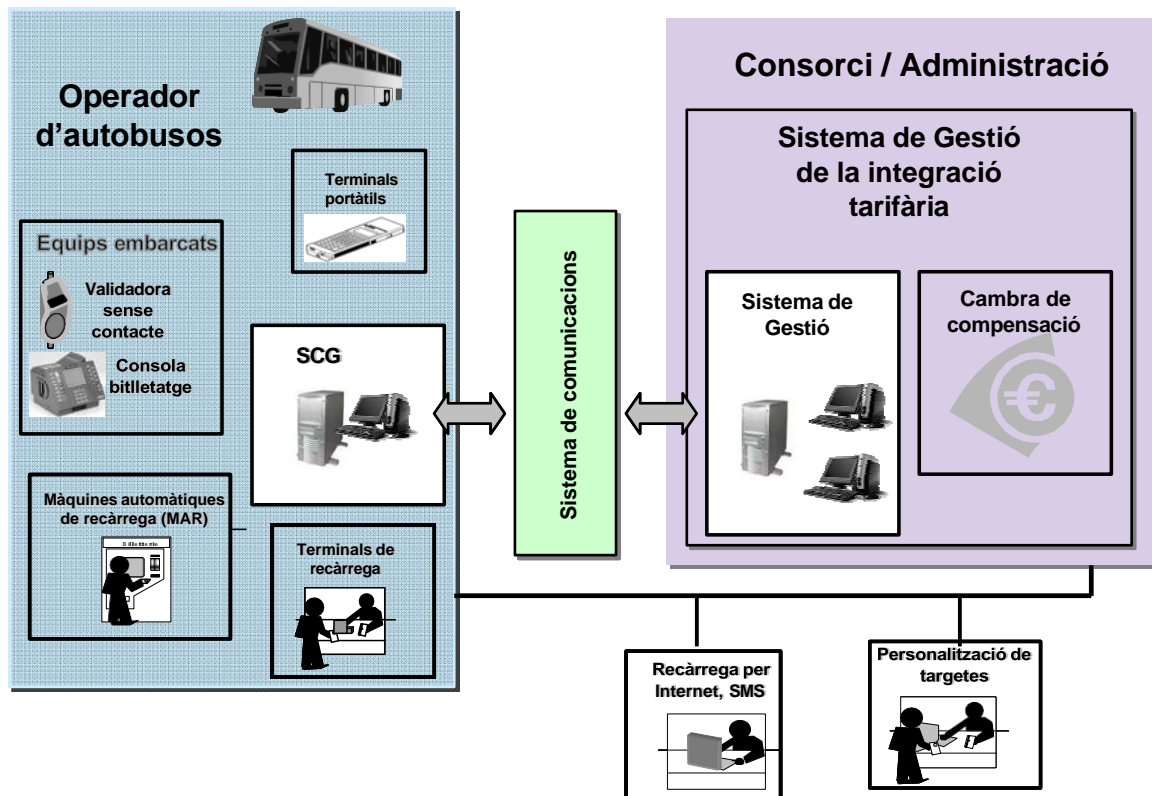 Operador
d’autobusos
Terminals
portàtils
Equips embarcats
Validadora
sense
contacte
Consola
bitlletatge
SCG
Màquines automàtiques
de recàrrega (MAR)
Terminals de
recàrrega
Sistema de comunicacions
Consorci / Administració
Sistema de Gestió
de la integració
tarifària
Sistema de
Gestió
Cambra de
compensació
€
Recàrrega per
Internet, SMS
Personalització de
targetes